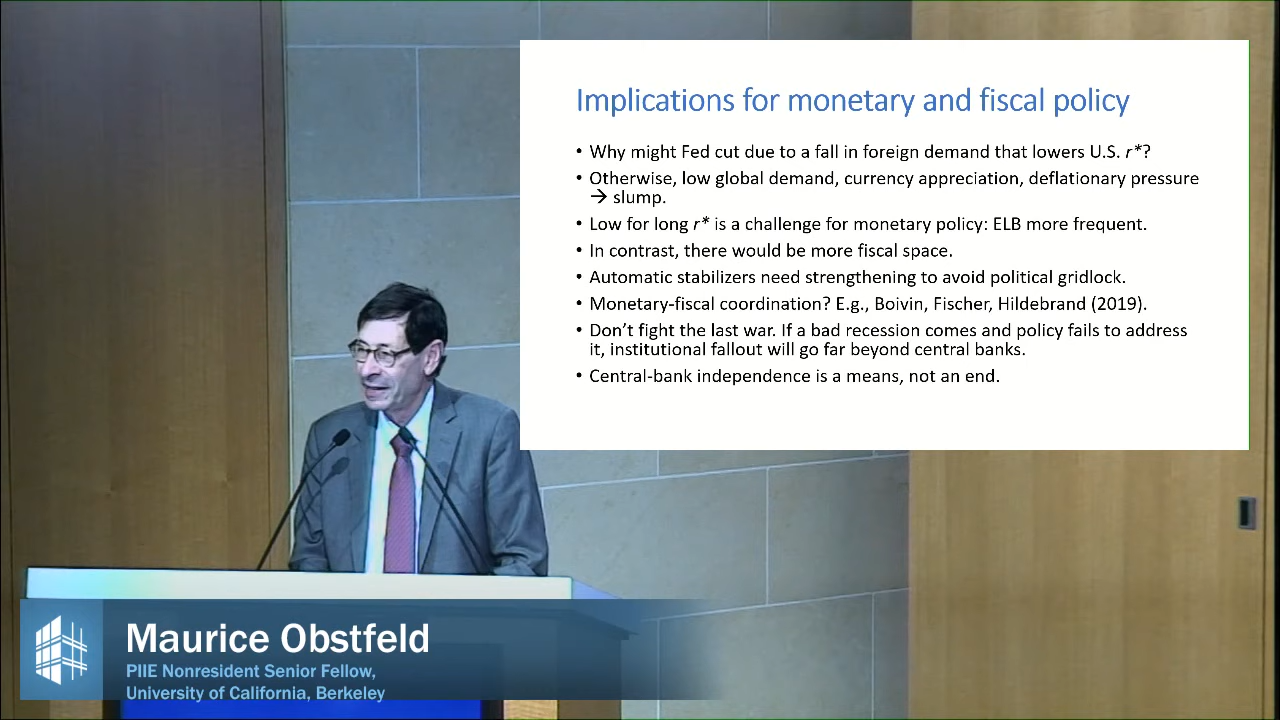 Implications for monetary and fiscal policy
• Why might Fed cut due to a fall in foreign demand that lowers U.S. r*?
• Otherwise, low global demand, currency appreciation, deflationary pressure
→ slump.
• Low for long r* is a challenge for monetary policy: ELB more frequent.
• In contrast, there would be more fiscal space.
• Automatic stabilizers need strengthening to avoid political gridlock.
• Monetary-fiscal coordination? E.g., Boivin, Fischer, Hildebrand (2019).
• Don’t fight the last war. If a bad recession comes and policy fails to address
it, institutional fallout will go far beyond central banks.
• Central-bank independence is a means, not an end.
Maurice Obstfeld
PIIE Nonresident Senior Fellow,
University of California, Berkeley